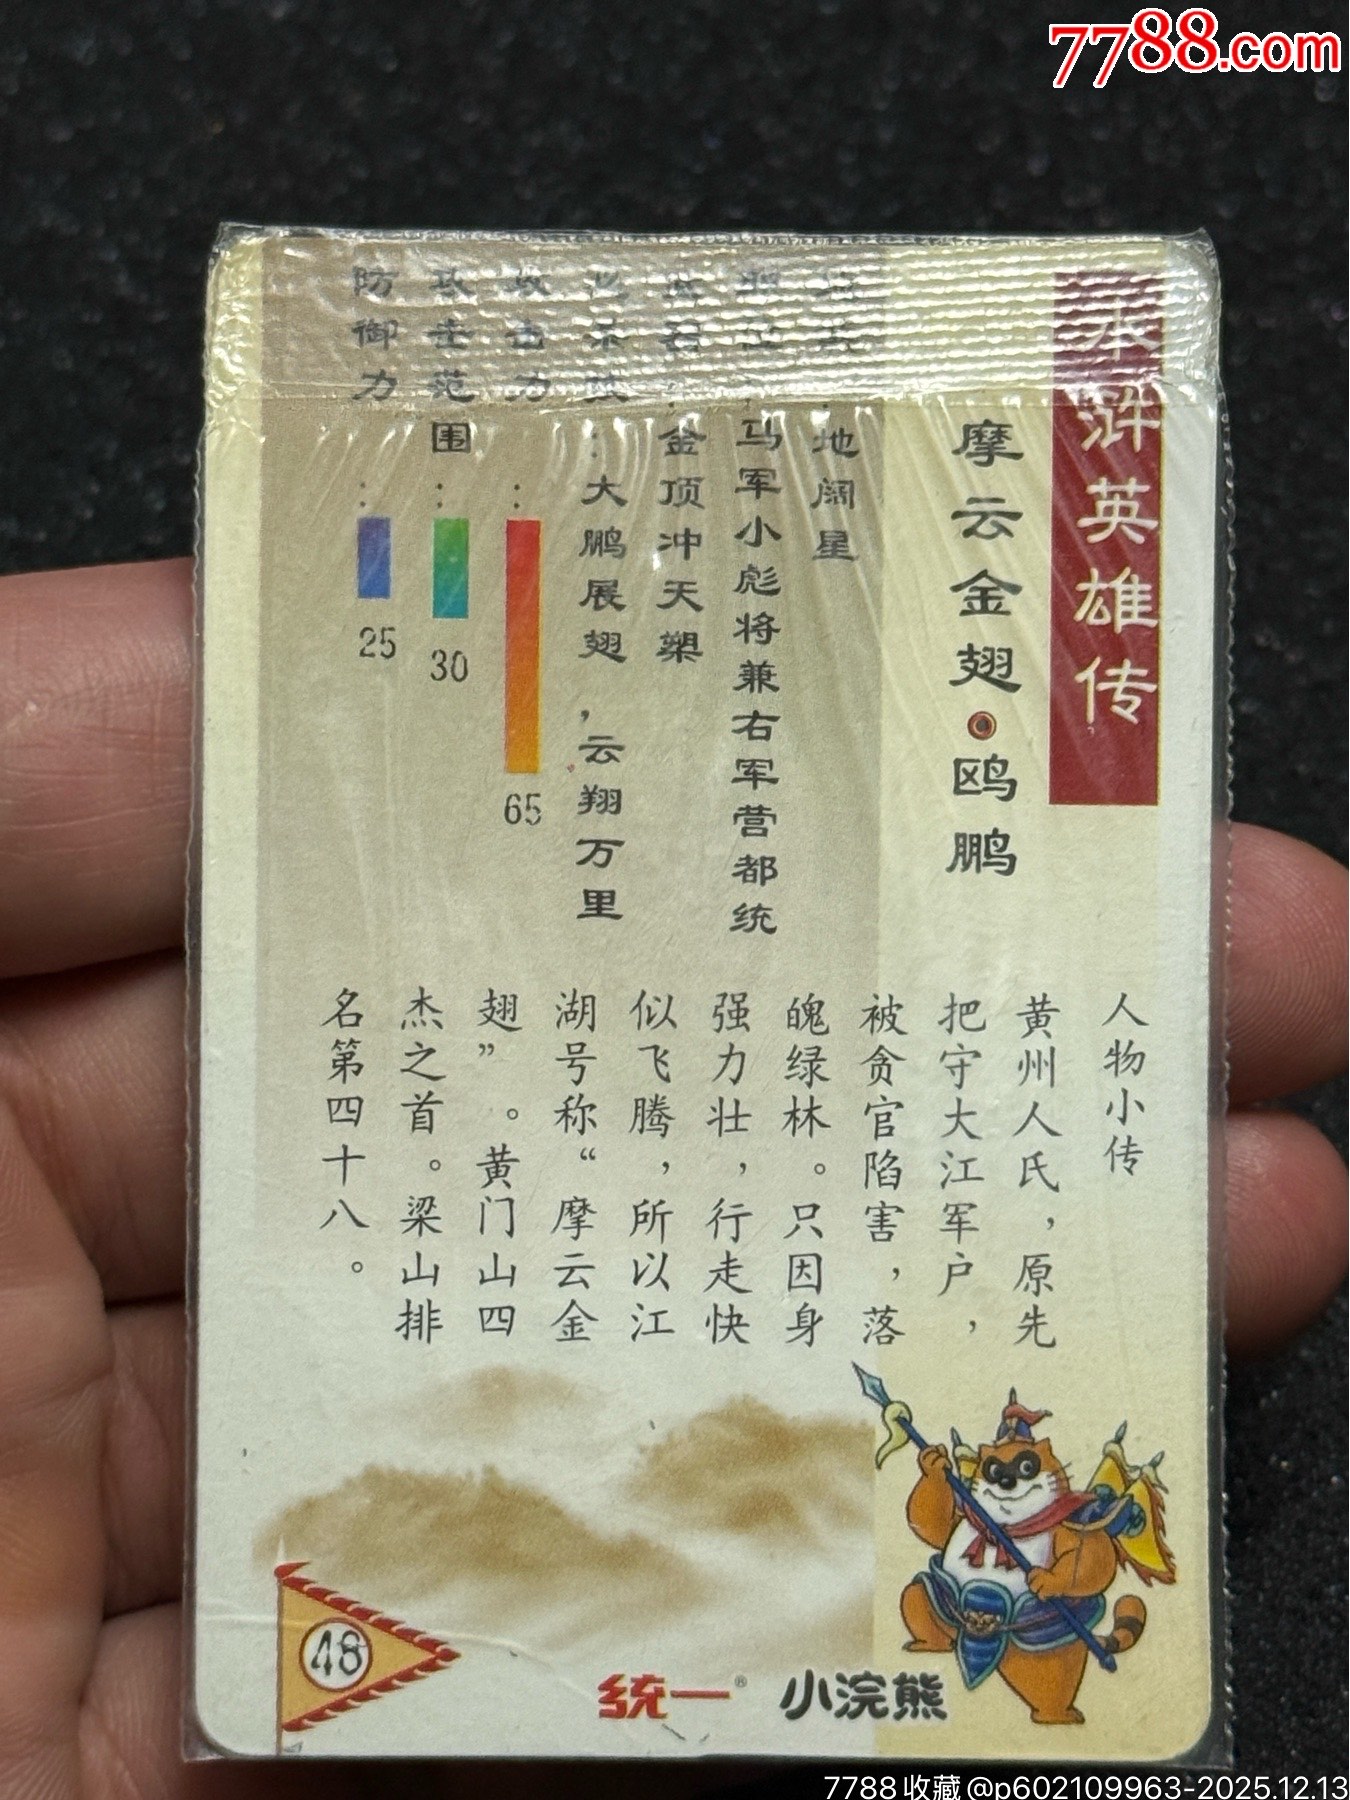 7788.com
水浒英雄传
摩云金翅·鸥鹏
:地阔星
:马军小彪将兼右军营都统
:金顶冲天槊
:大鹏展翅,云翔万里
攻击力: 65
攻击范围: 30
防御力: 25
人物小传
黄州人氏,原先
把守大江军户,
被贪官陷害,落
魄绿林。只因身
强力壮,行走快
似飞腾,所以江
湖号称“摩云金
翅”。黄门山四
杰之首。梁山排
名第四十八。
48
统一® 小浣熊
7788收藏@p602109963-2025.12.13